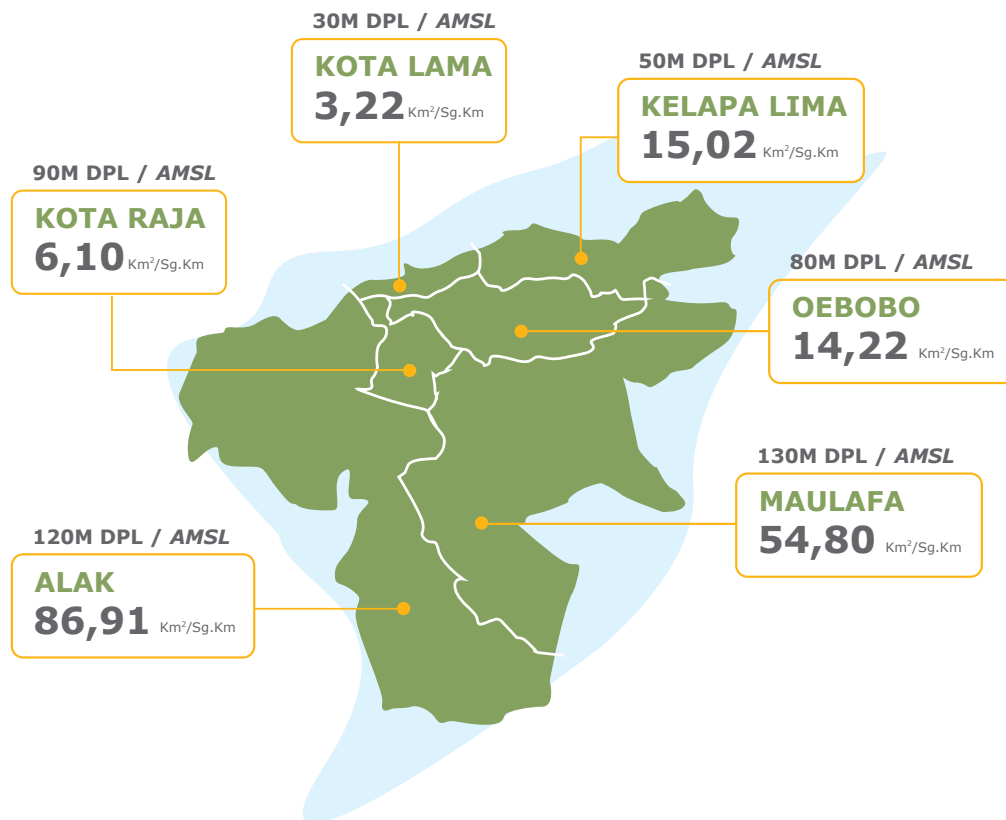 30M DPL / AMSL
KOTA LAMA
3,22 Km²/Sg.Km
50M DPL / AMSL
KELAPA LIMA
15,02 Km²/Sg.Km
90M DPL / AMSL
KOTA RAJA
6,10 Km²/Sg.Km
80M DPL / AMSL
OEBOBO
14,22 Km²/Sg.Km
130M DPL / AMSL
MAULAFA
54,80 Km²/Sg.Km
120M DPL / AMSL
ALAK
86,91 Km²/Sg.Km